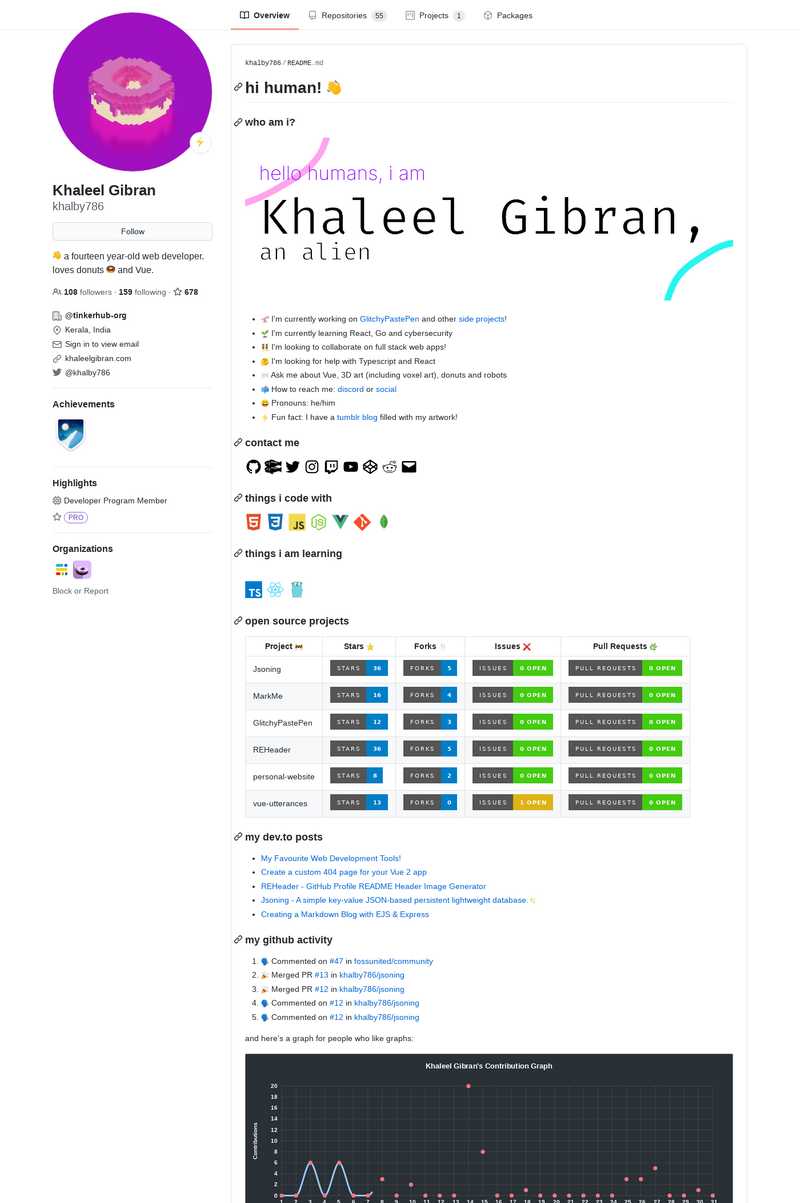 Overview
Repositories 55
Projects 1
Packages
Khaleel Gibran
khalby786
Follow
👋 a fourteen year-old web developer.
loves donuts 🍩 and Vue.
108 followers · 159 following · 678
@tinkerhub-org
Kerala, India
Sign in to view email
khaleelgibran.com
@khalby786
Achievements
Highlights
Developer Program Member
PRO
Organizations
Block or Report
khalby786 / README.md
hi human! 👋
who am i?
hello humans, i am
Khaleel Gibran,
an alien
I'm currently working on GlitchyPastePen and other side projects!
I'm currently learning React, Go and cybersecurity
I'm looking to collaborate on full stack web apps!
I'm looking for help with Typescript and React
Ask me about Vue, 3D art (including voxel art), donuts and robots
How to reach me: discord or social
Pronouns: he/him
Fun fact: I have a tumblr blog filled with my artwork!
contact me
things i code with
JS
things i am learning
TS
open source projects
Project Stars Forks Issues Pull Requests
Jsoning STARS 36 FORKS 5 ISSUES 0 OPEN PULL REQUESTS 0 OPEN
MarkMe STARS 16 FORKS 4 ISSUES 0 OPEN PULL REQUESTS 0 OPEN
GlitchyPastePen STARS 12 FORKS 3 ISSUES 0 OPEN PULL REQUESTS 0 OPEN
REHeader STARS 36 FORKS 5 ISSUES 0 OPEN PULL REQUESTS 0 OPEN
personal-website STARS 8 FORKS 2 ISSUES 0 OPEN PULL REQUESTS 0 OPEN
vue-utterances STARS 13 FORKS 0 ISSUES 1 OPEN PULL REQUESTS 0 OPEN
my dev.to posts
My Favourite Web Development Tools!
Create a custom 404 page for your Vue 2 app
REHeader - GitHub Profile README Header Image Generator
Jsoning - A simple key-value JSON-based persistent lightweight database.✨
Creating a Markdown Blog with EJS & Express
my github activity
1. 🗣 Commented on #47 in fossunited/community
2. 🎉 Merged PR #13 in khalby786/jsoning
3. 🎉 Merged PR #12 in khalby786/jsoning
4. 🗣 Commented on #12 in khalby786/jsoning
5. 🗣 Commented on #12 in khalby786/jsoning
and here's a graph for people who like graphs:
Khaleel Gibran's Contribution Graph
Contributions
20
18
16
14
12
10
8
6
4
2
0
1 2 3 4 5 6 7 8 9 10 11 12 13 14 15 16 17 18 19 20 21 22 23 24 25 26 27 28 29 30 31